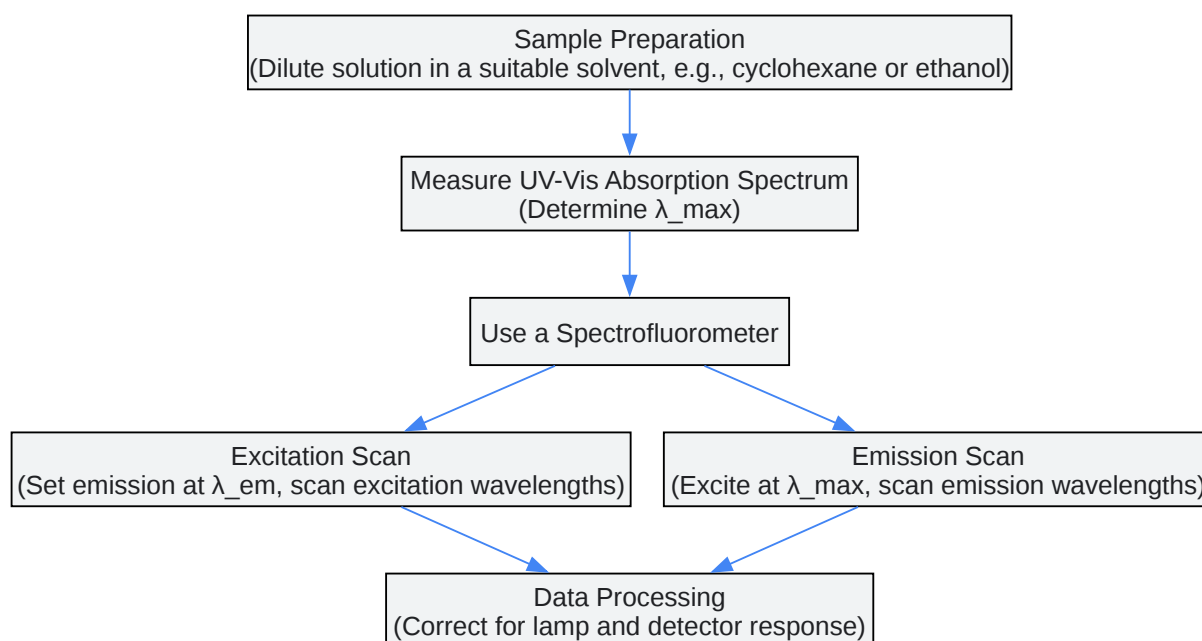 Sample Preparation
(Dilute solution in a suitable solvent, e.g., cyclohexane or ethanol)
Measure UV-Vis Absorption Spectrum
(Determine λ_max)
Use a Spectrofluorometer
Excitation Scan
(Set emission at λ_em, scan excitation wavelengths)
Emission Scan
(Excite at λ_max, scan emission wavelengths)
Data Processing
(Correct for lamp and detector response)